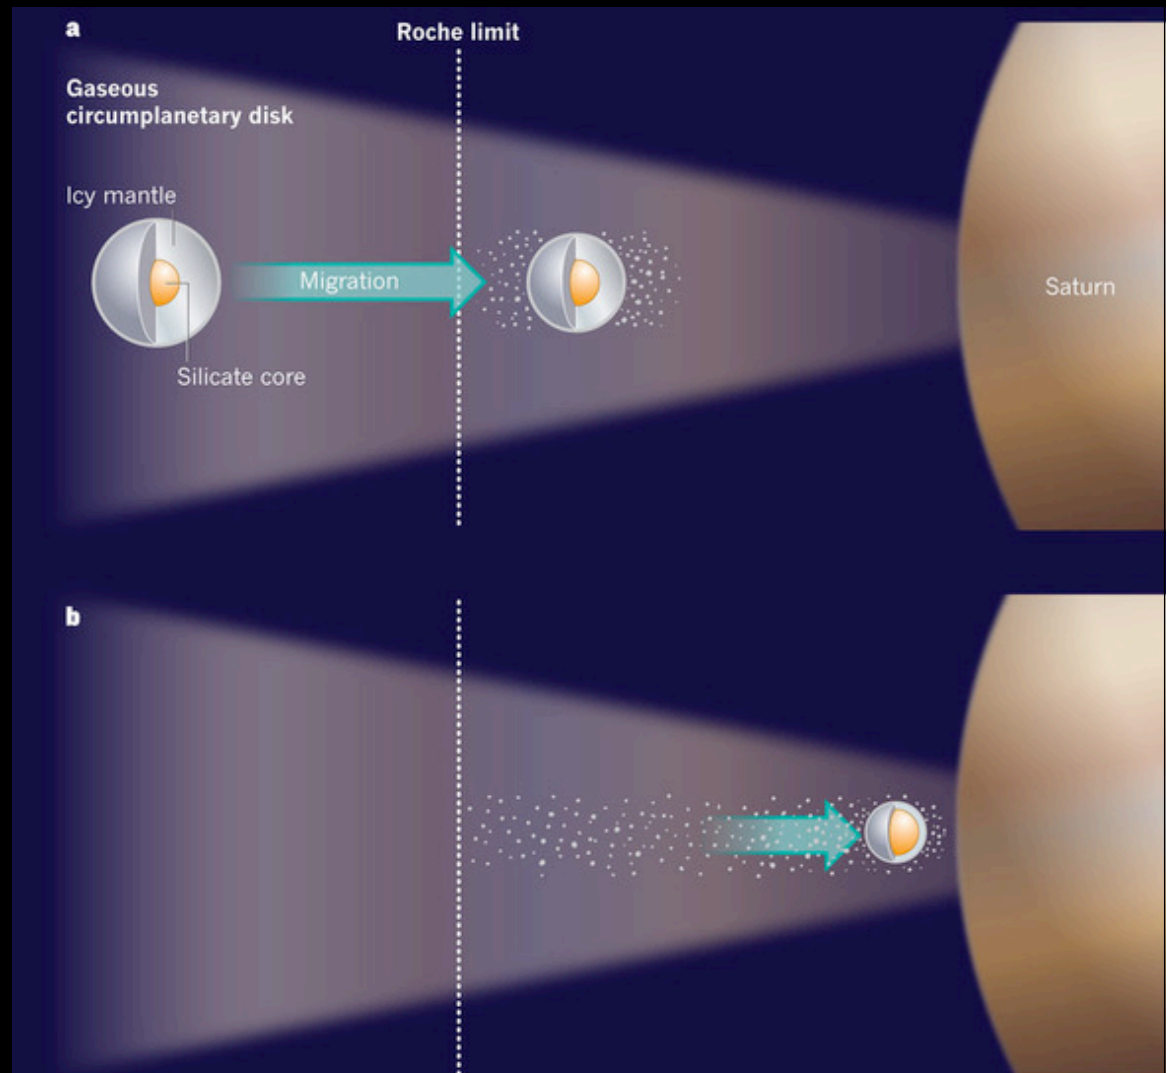 a
Roche limit
Gaseous
circumplanetary disk
Icy mantle
Migration
Saturn
Silicate core
b